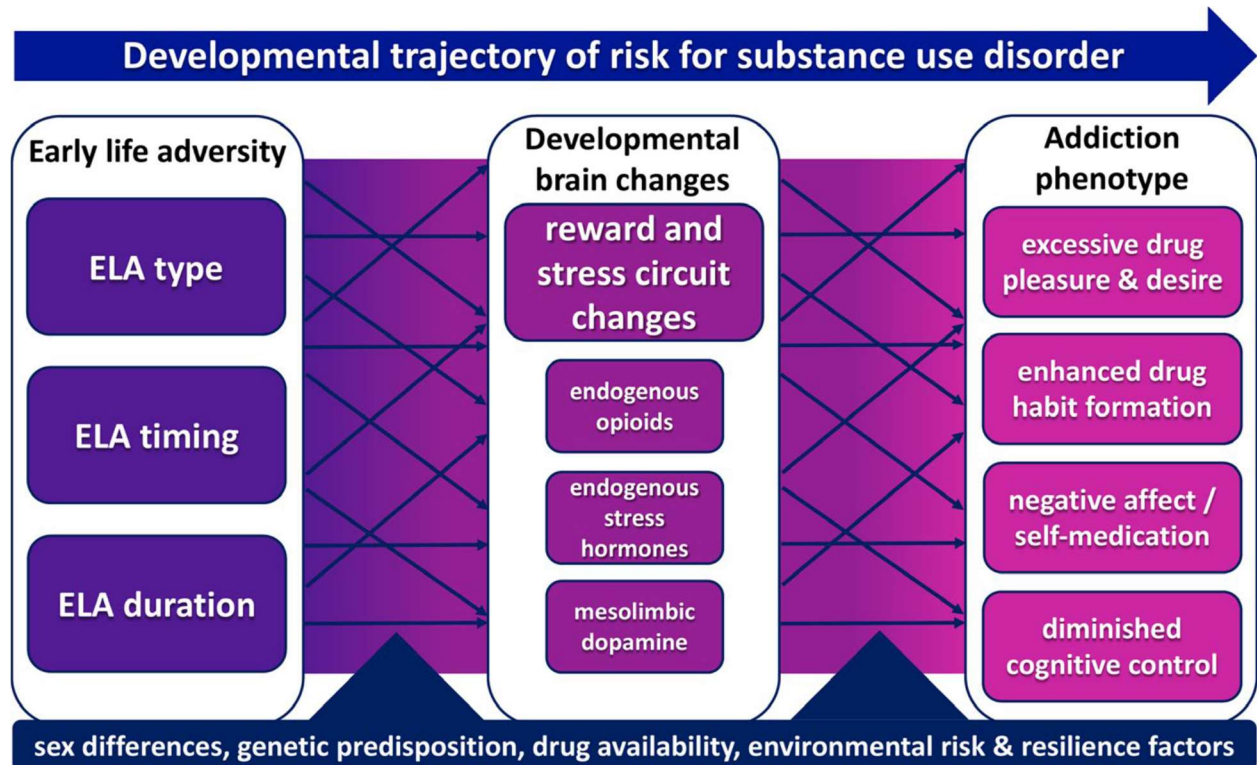 Developmental trajectory of risk for substance use disorder
Early life adversity
ELA type
ELA timing
ELA duration
Developmental
brain changes
reward and
stress circuit
changes
endogenous
opioids
endogenous
stress
hormones
mesolimbic
dopamine
Addiction
phenotype
excessive drug
pleasure & desire
enhanced drug
habit formation
negative affect /
self-medication
diminished
cognitive control
sex differences, genetic predisposition, drug availability, environmental risk & resilience factors